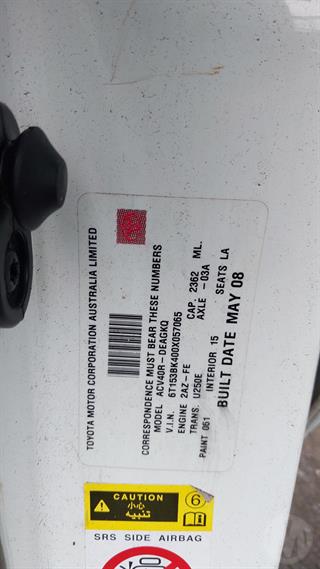 TOYOTA MOTOR CORPORATION AUSTRALIA LIMITED
CORRESPONDENCE MUST BEAR THESE NUMBERS
MODEL ACV40R-DEAGKQ
V.I.N. 6T153BK400X057065
ENGINE 2AZ-FE CAP. 2362 ML.
TRANS. U250E AXLE -03A
PAINT 061 INTERIOR 15 SEATS LA
BUILT DATE MAY 08
CAUTION
小心
تنبيه
6
SRS SIDE AIRBAG